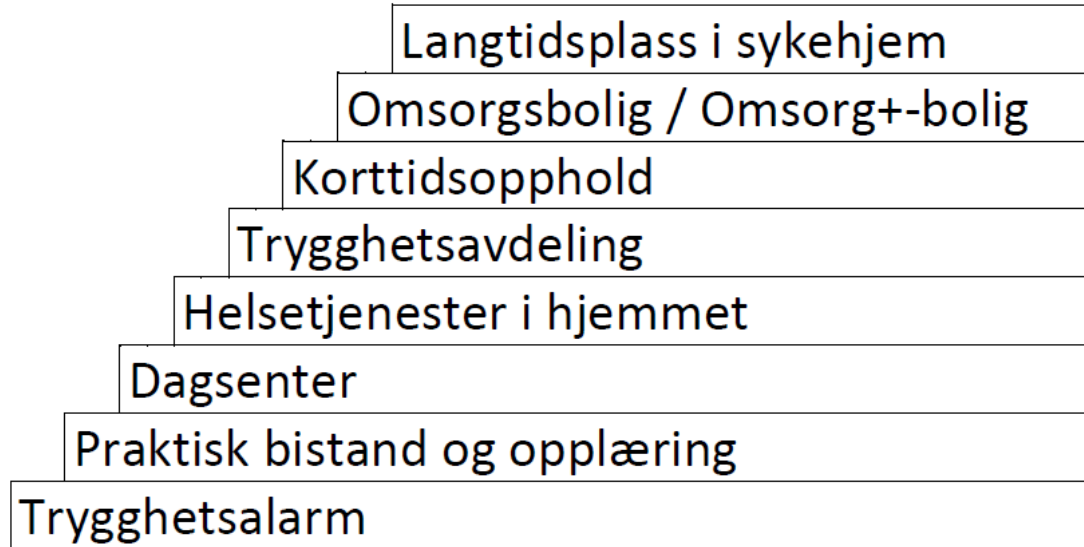 Langtidsplass i sykehjem
Omsorgsbolig / Omsorg+-bolig
Korttidsopphold
Trygghetsavdeling
Helsetjenester i hjemmet
Dagsenter
Praktisk bistand og opplæring
Trygghetsalarm